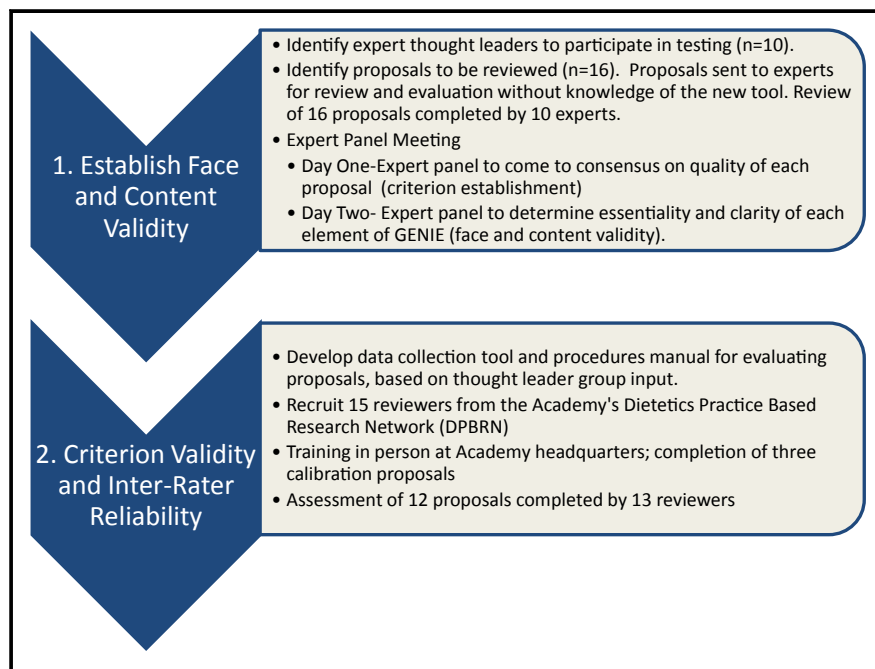 1. Establish Face
and Content
Validity
• Identify expert thought leaders to participate in testing (n=10).
• Identify proposals to be reviewed (n=16).  Proposals sent to experts
for review and evaluation without knowledge of the new tool. Review
of 16 proposals completed by 10 experts.
• Expert Panel Meeting
• Day One-Expert panel to come to consensus on quality of each
proposal  (criterion establishment)
• Day Two- Expert panel to determine essentiality and clarity of each
element of GENIE (face and content validity).
2. Criterion Validity
and Inter-Rater
Reliability
• Develop data collection tool and procedures manual for evaluating
proposals, based on thought leader group input.
• Recruit 15 reviewers from the Academy's Dietetics Practice Based
Research Network (DPBRN)
• Training in person at Academy headquarters; completion of three
calibration proposals
• Assessment of 12 proposals completed by 13 reviewers